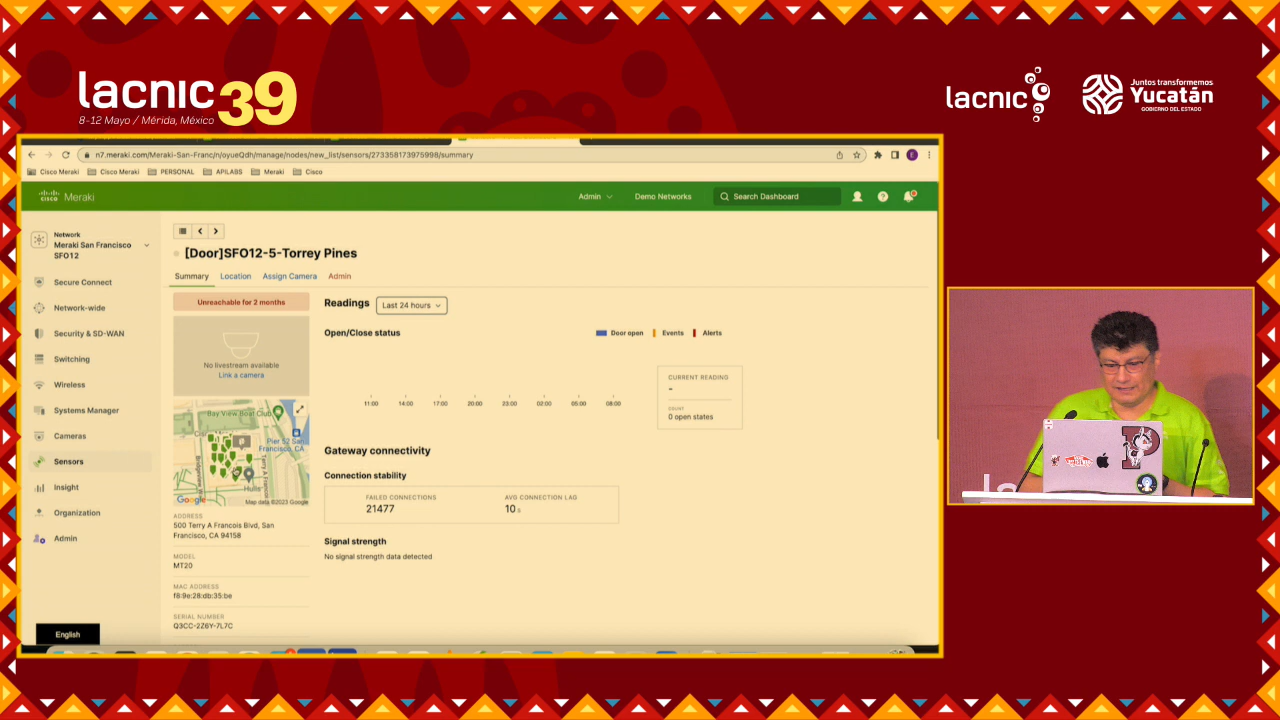 lacnic 39
8-12 Mayo / Mérida, México
lacnic
Juntos transformemos
Yucatán
GOBIERNO DEL ESTADO
n7.meraki.com/Meraki-San-Franc/n/oyueQdh/manage/nodes/new_list/sensors/273358173975998/summary
Cisco Meraki
Cisco Meraki
PERSONAL
APILABS
Meraki
Cisco
cisco Meraki
Admin
Demo Networks
Search Dashboard
Network
Meraki San Francisco
SFO12
Secure Connect
Network-wide
Security & SD-WAN
Switching
Wireless
Systems Manager
Cameras
Sensors
Insight
Organization
Admin
English
[Door]SFO12-5-Torrey Pines
Summary
Location
Assign Camera
Admin
Unreachable for 2 months
No livestream available
Link a camera
Bay View Boat Club
Pier 52 San
Francisco, CA
Terry A Francois
Google
Map data ©2023 Google
ADDRESS
500 Terry A Francois Blvd, San
Francisco, CA 94158
MODEL
MT20
MAC ADDRESS
f8:9e:28:db:35:be
SERIAL NUMBER
Q3CC-2Z6Y-7L7C
Readings
Last 24 hours
Open/Close status
Door open
Events
Alerts
11:00
14:00
17:00
20:00
23:00
02:00
05:00
08:00
CURRENT READING
-
COUNT
0 open states
Gateway connectivity
Connection stability
FAILED CONNECTIONS
21477
AVG CONNECTION LAG
10 s
Signal strength
No signal strength data detected